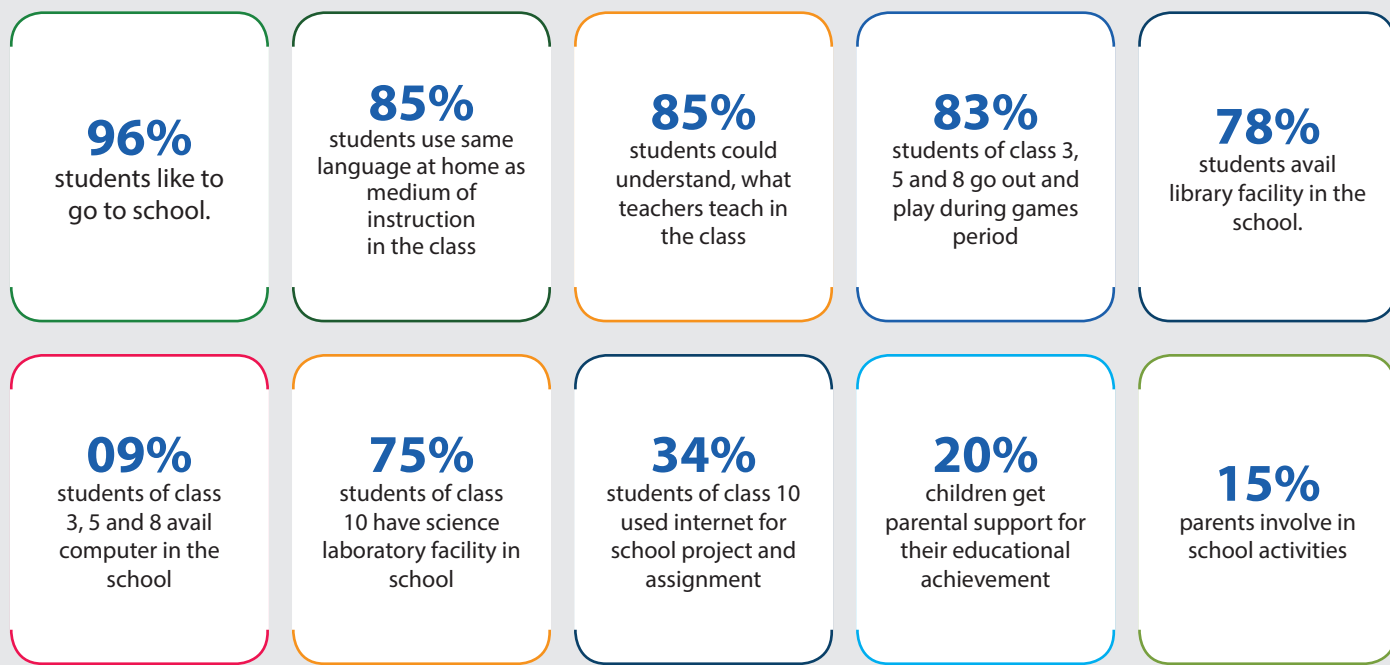 96%
students like to
go to school.
85%
students use same
language at home as
medium of
instruction
in the class
85%
students could
understand, what
teachers teach in
the class
83%
students of class 3,
5 and 8 go out and
play during games
period
78%
students avail
library facility in the
school.
09%
students of class
3, 5 and 8 avail
computer in the
school
75%
students of class
10 have science
laboratory facility in
school
34%
students of class 10
used internet for
school project and
assignment
20%
children get
parental support for
their educational
achievement
15%
parents involve in
school activities